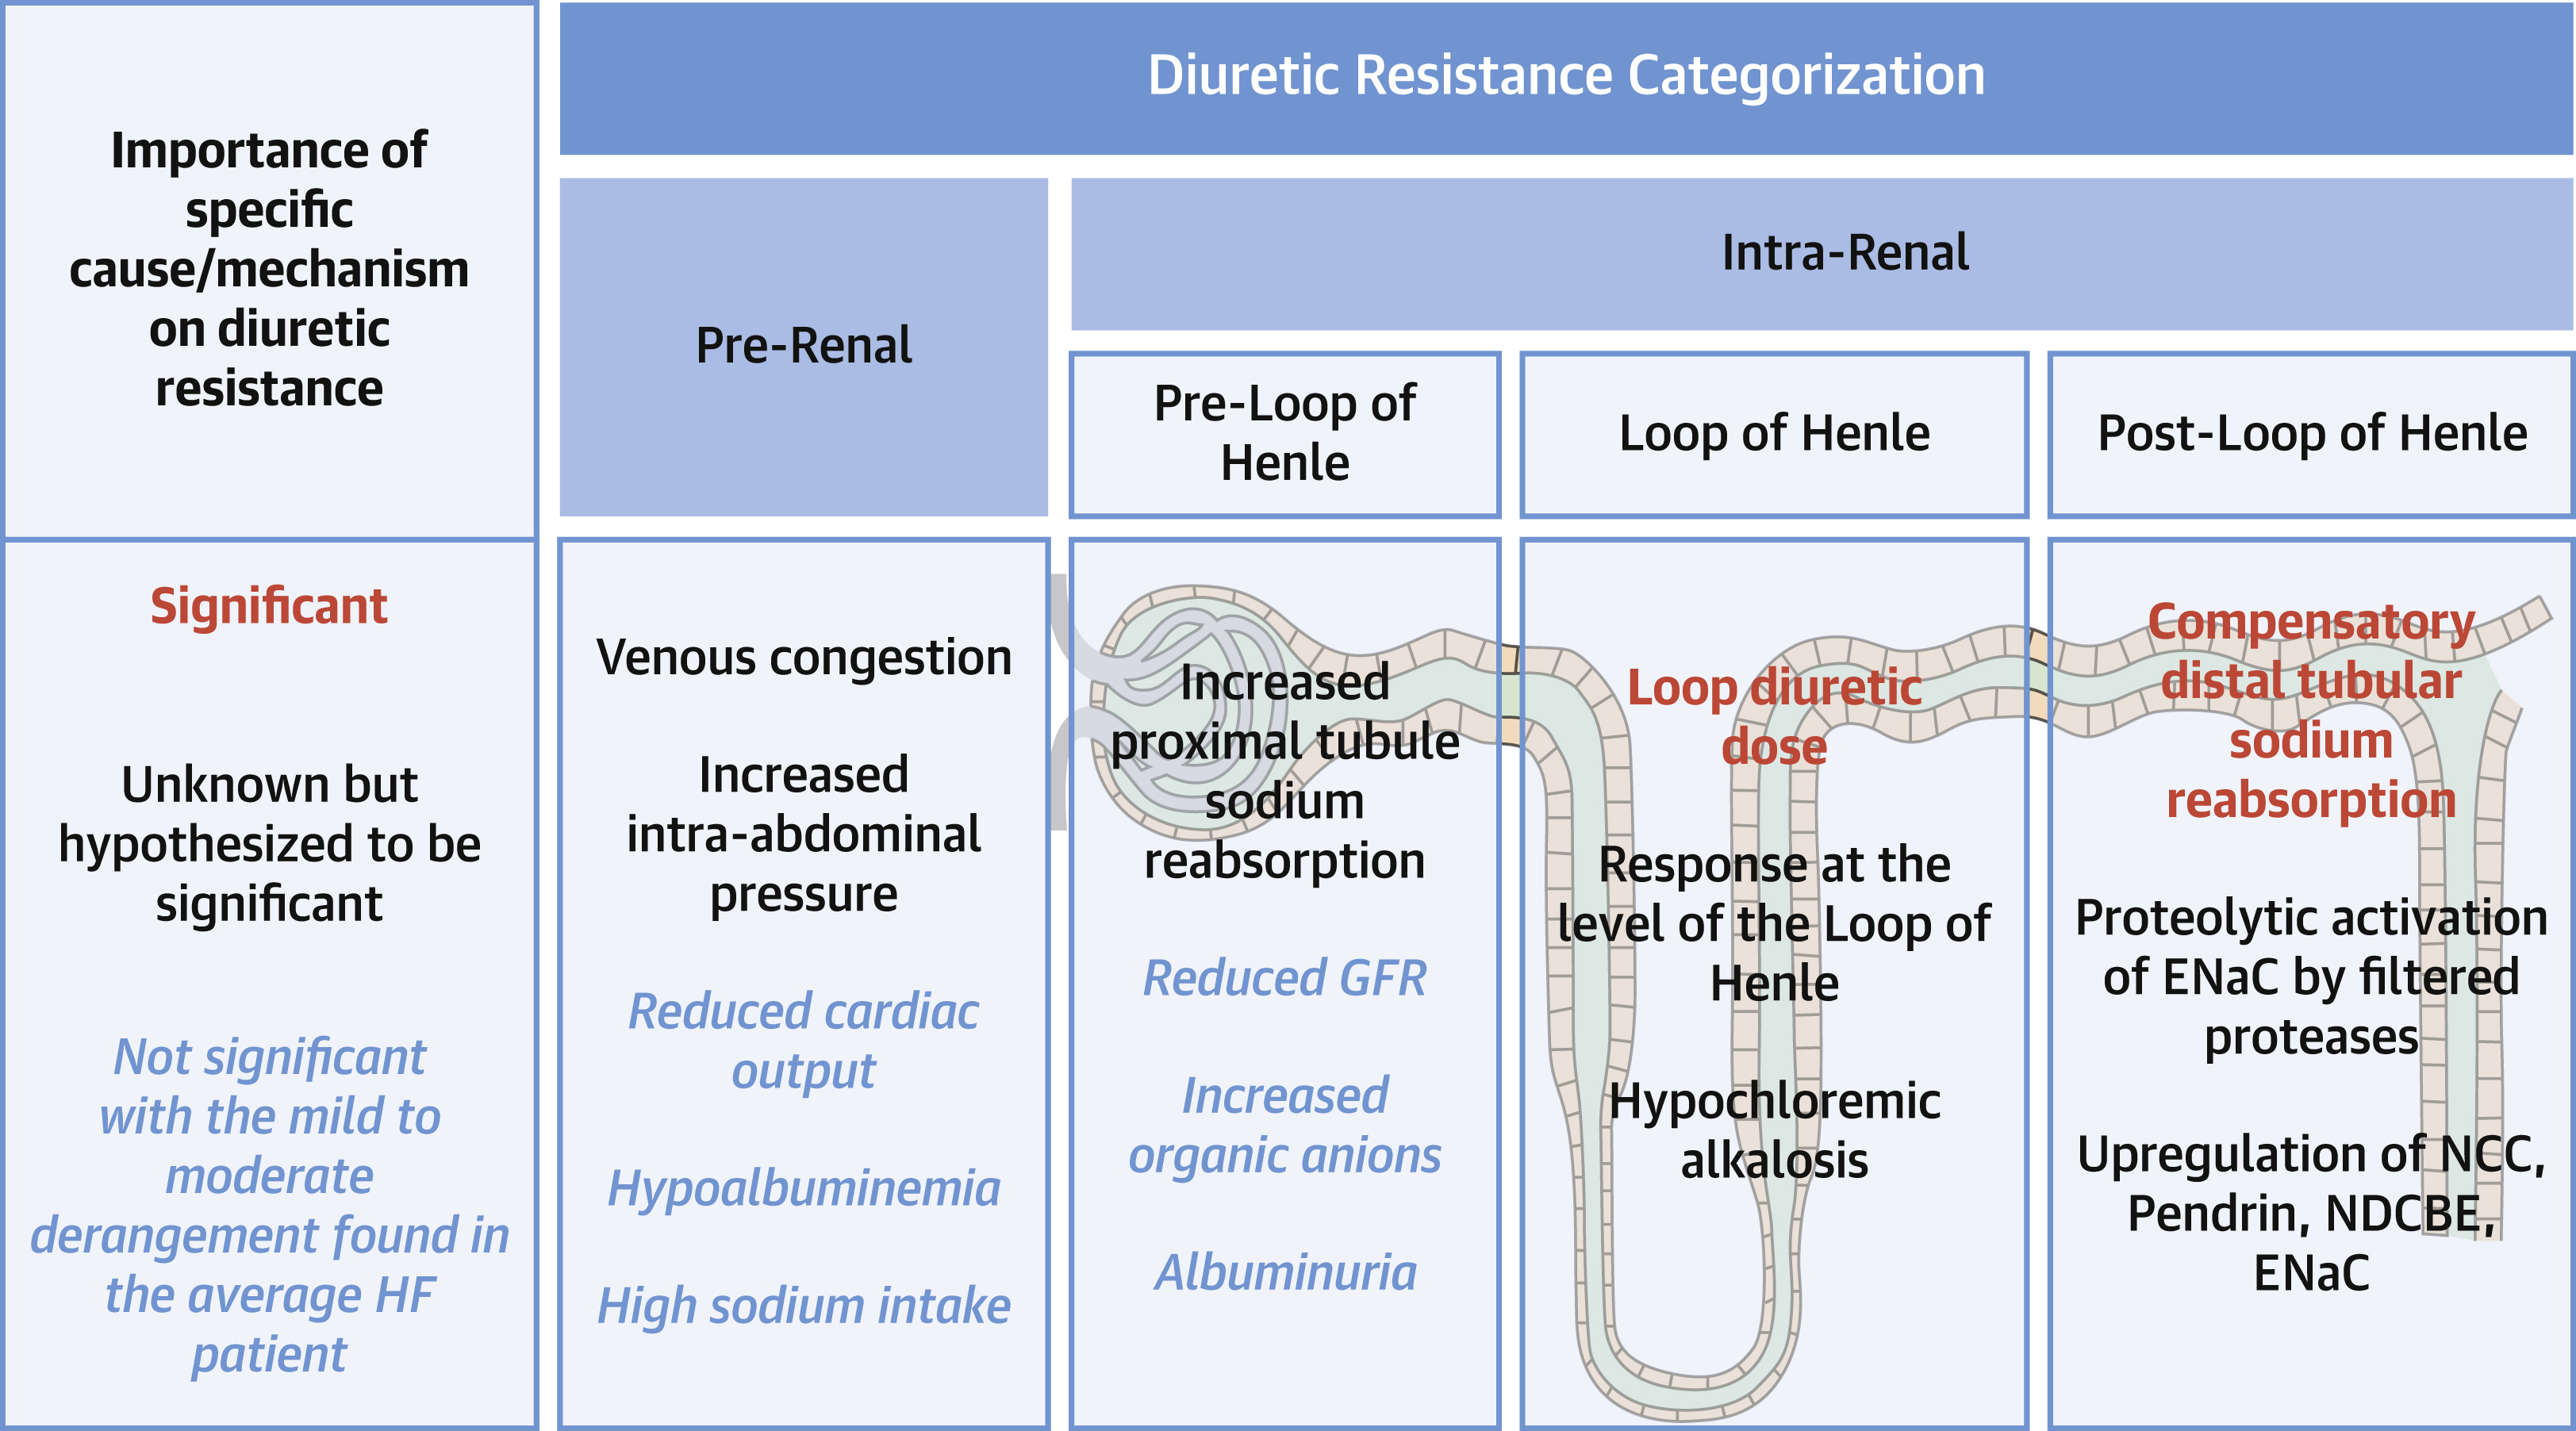 Importance of
specific
cause/mechanism
on diuretic
resistance
Diuretic Resistance Categorization
Pre-Renal
Intra-Renal
Pre-Loop of
Henle
Loop of Henle
Post-Loop of Henle
Significant
Unknown but
hypothesized to be
significant
Not significant
with the mild to
moderate
derangement found in
the average HF
patient
Venous congestion
Increased
intra-abdominal
pressure
Reduced cardiac
output
Hypoalbuminemia
High sodium intake
Increased
proximal tubule
sodium
reabsorption
Reduced GFR
Increased
organic anions
Albuminuria
Loop diuretic
dose
Response at the
level of the Loop of
Henle
Hypochloremic
alkalosis
Compensatory
distal tubular
sodium
reabsorption
Proteolytic activation
of ENaC by filtered
proteases
Upregulation of NCC,
Pendrin, NDCBE,
ENaC